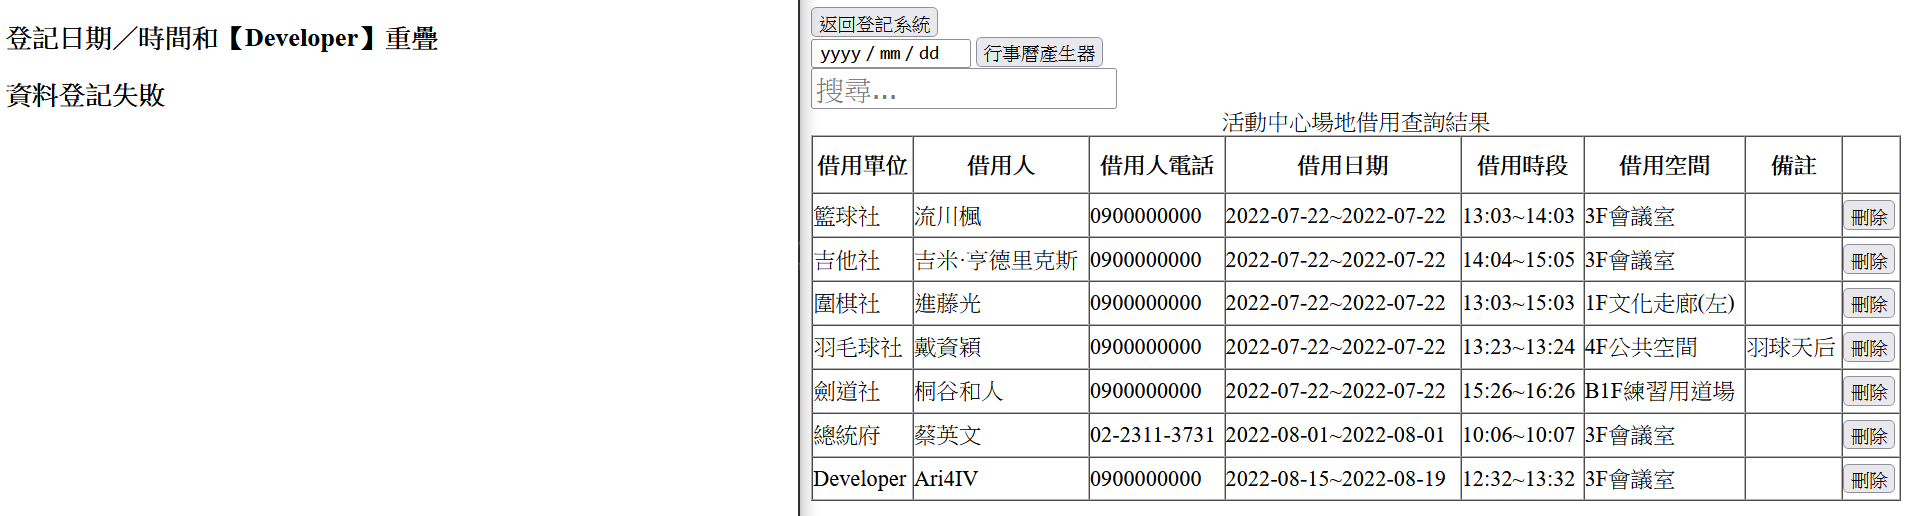 登記日期／時間和【Developer】重疊
資料登記失敗
返回登記系統
yyyy / mm / dd 行事曆產生器
搜尋...
活動中心場地借用查詢結果
借用單位 借用人 借用人電話 借用日期 借用時段 借用空間 備註
籃球社 流川楓 0900000000 2022-07-22~2022-07-22 13:03~14:03 3F會議室 刪除
吉他社 吉米·亨德里克斯 0900000000 2022-07-22~2022-07-22 14:04~15:05 3F會議室 刪除
圍棋社 進藤光 0900000000 2022-07-22~2022-07-22 13:03~15:03 1F文化走廊(左) 刪除
羽毛球社 戴資穎 0900000000 2022-07-22~2022-07-22 13:23~13:24 4F公共空間 羽球天后 刪除
劍道社 桐谷和人 0900000000 2022-07-22~2022-07-22 15:26~16:26 B1F練習用道場 刪除
總統府 蔡英文 02-2311-3731 2022-08-01~2022-08-01 10:06~10:07 3F會議室 刪除
Developer Ari4IV 0900000000 2022-08-15~2022-08-19 12:32~13:32 3F會議室 刪除